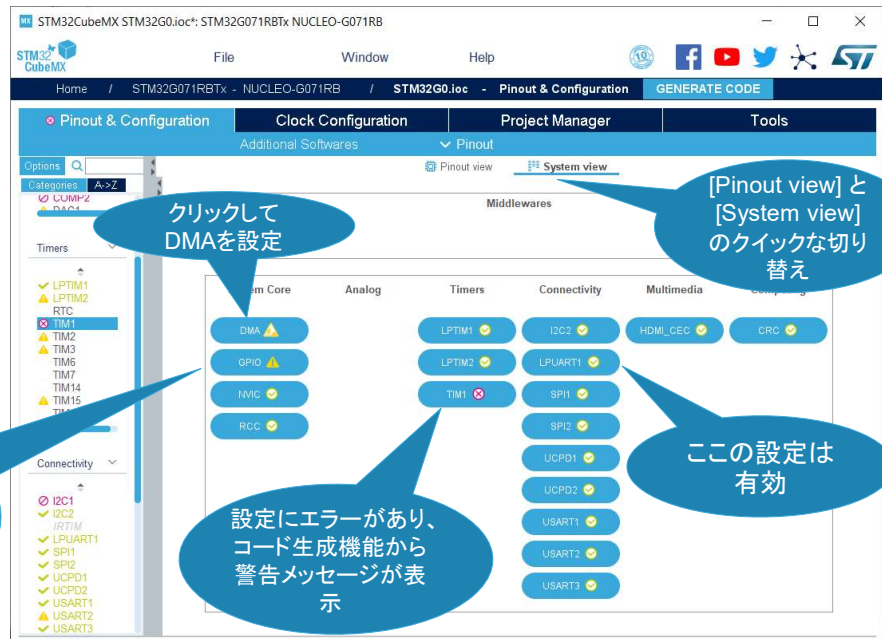 MX STM32CubeMX STM32G0.ioc*: STM32G071RBTx NUCLEO-G071RB
STM32
CubeMX
File
Window
Help
10
Home / STM32G071RBTx - NUCLEO-G071RB / STM32G0.ioc - Pinout & Configuration
GENERATE CODE
Pinout & Configuration
Clock Configuration
Project Manager
Tools
Additional Softwares
Pinout
Options
Pinout view
System view
Categories
A->Z
COMP2
DAC1
Timers
LPTIM1
LPTIM2
RTC
TIM1
TIM2
TIM3
TIM6
TIM7
TIM14
TIM15
Connectivity
I2C1
I2C2
IRTIM
LPUART1
SPI1
SPI2
UCPD1
UCPD2
USART1
USART2
USART3
クリックして
DMAを設定
Middlewares
[Pinout view] と
[System view]
のクイックな切り
替え
em Core
Analog
Timers
Connectivity
Multimedia
DMA
LPTIM1
I2C2
HDMI_CEC
CRC
GPIO
LPTIM2
LPUART1
NVIC
TIM1
SPI1
RCC
SPI2
UCPD1
UCPD2
USART1
USART2
USART3
ここの設定は
有効
設定にエラーがあり、
コード生成機能から
警告メッセージが表
示